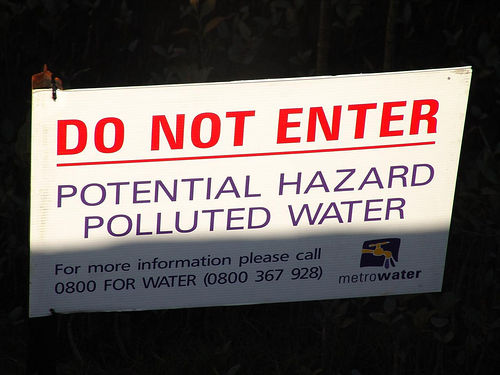 DO NOT ENTER
POTENTIAL HAZARD
POLLUTED WATER
For more information please call
0800 FOR WATER (0800 367 928)
metrowater